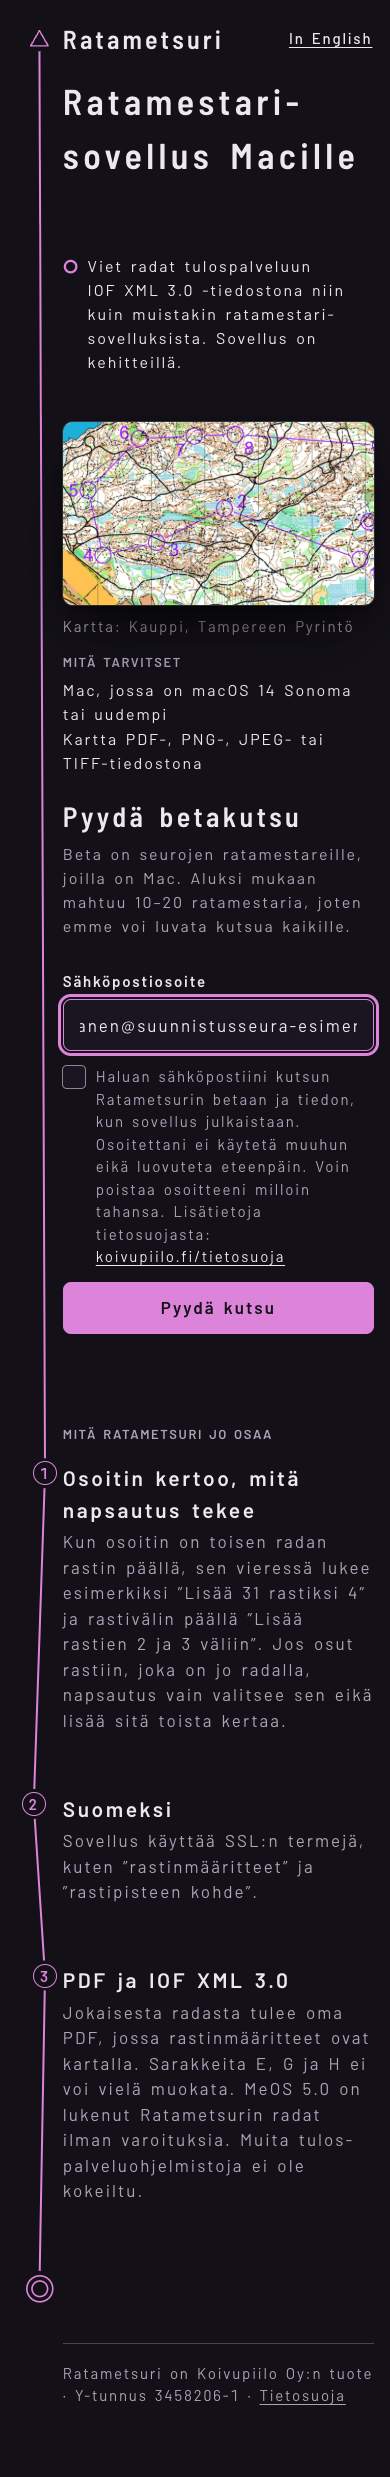 Ratametsuri
In English
Ratamestari-
sovellus Macille
Viet radat tulospalveluun
IOF XML 3.0 -tiedostona niin
kuin muistakin ratamestari-
sovelluksista. Sovellus on
kehitteillä.
6
7
8
5
2
4
3
Kartta: Kauppi, Tampereen Pyrintö
MITÄ TARVITSET
Mac, jossa on macOS 14 Sonoma
tai uudempi
Kartta PDF-, PNG-, JPEG- tai
TIFF-tiedostona
Pyydä betakutsu
Beta on seurojen ratamestareille,
joilla on Mac. Aluksi mukaan
mahtuu 10–20 ratamestaria, joten
emme voi luvata kutsua kaikille.
Sähköpostiosoite
anen@suunnistusseura-esimer
Haluan sähköpostiini kutsun
Ratametsurin betaan ja tiedon,
kun sovellus julkaistaan.
Osoitettani ei käytetä muuhun
eikä luovuteta eteenpäin. Voin
poistaa osoitteeni milloin
tahansa. Lisätietoja
tietosuojasta:
koivupiilo.fi/tietosuoja
Pyydä kutsu
MITÄ RATAMETSURI JO OSAA
1
Osoitin kertoo, mitä
napsautus tekee
Kun osoitin on toisen radan
rastin päällä, sen vieressä lukee
esimerkiksi ”Lisää 31 rastiksi 4”
ja rastivälin päällä ”Lisää
rastien 2 ja 3 väliin”. Jos osut
rastiin, joka on jo radalla,
napsautus vain valitsee sen eikä
lisää sitä toista kertaa.
2
Suomeksi
Sovellus käyttää SSL:n termejä,
kuten ”rastinmääritteet” ja
”rastipisteen kohde”.
3
PDF ja IOF XML 3.0
Jokaisesta radasta tulee oma
PDF, jossa rastinmääritteet ovat
kartalla. Sarakkeita E, G ja H ei
voi vielä muokata. MeOS 5.0 on
lukenut Ratametsurin radat
ilman varoituksia. Muita tulos-
palveluohjelmistoja ei ole
kokeiltu.
Ratametsuri on Koivupiilo Oy:n tuote
· Y-tunnus 3458206-1 · Tietosuoja